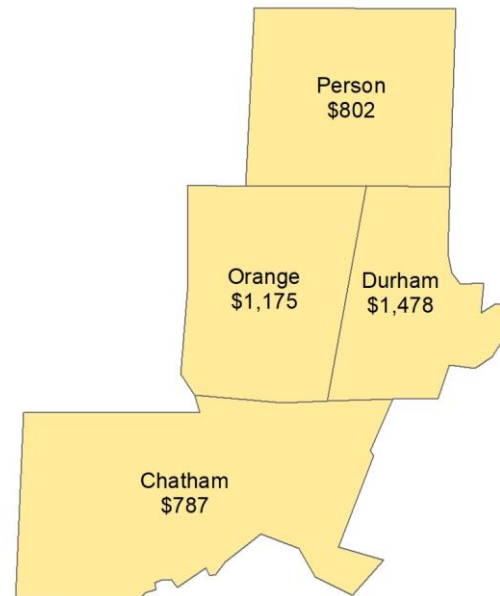 Person
$802
Orange
$1,175
Durham
$1,478
Chatham
$787